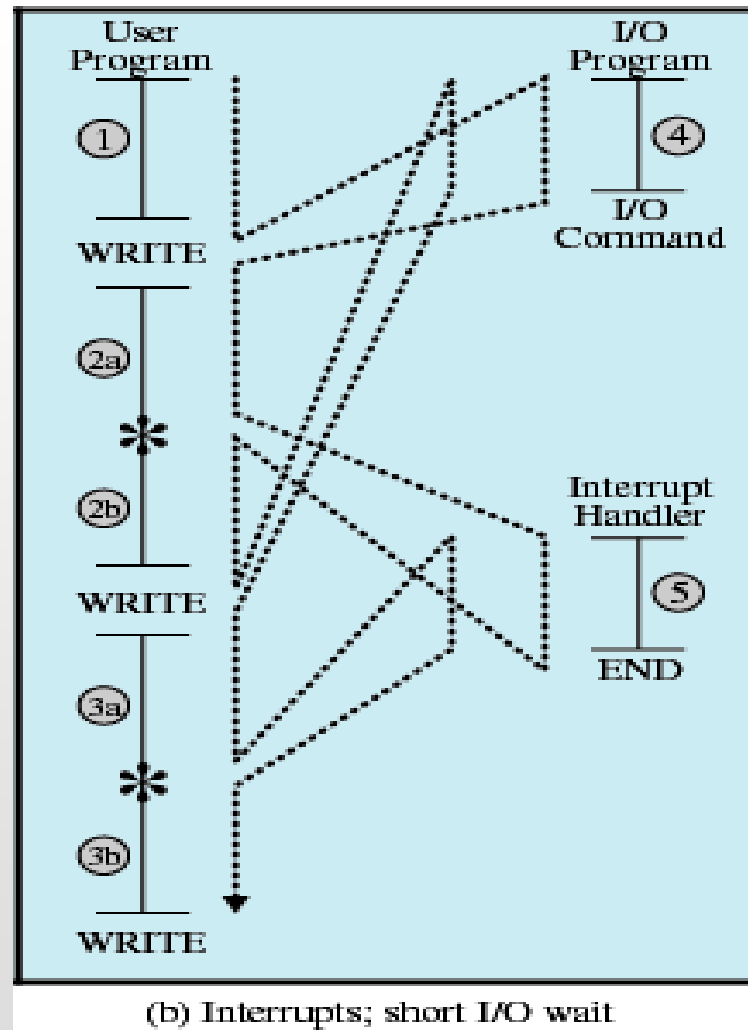 User
Program
1
WRITE
2a
*
2b
WRITE
3a
*
3b
WRITE
I/O
Program
4
I/O
Command
Interrupt
Handler
5
END
(b) Interrupts; short I/O wait